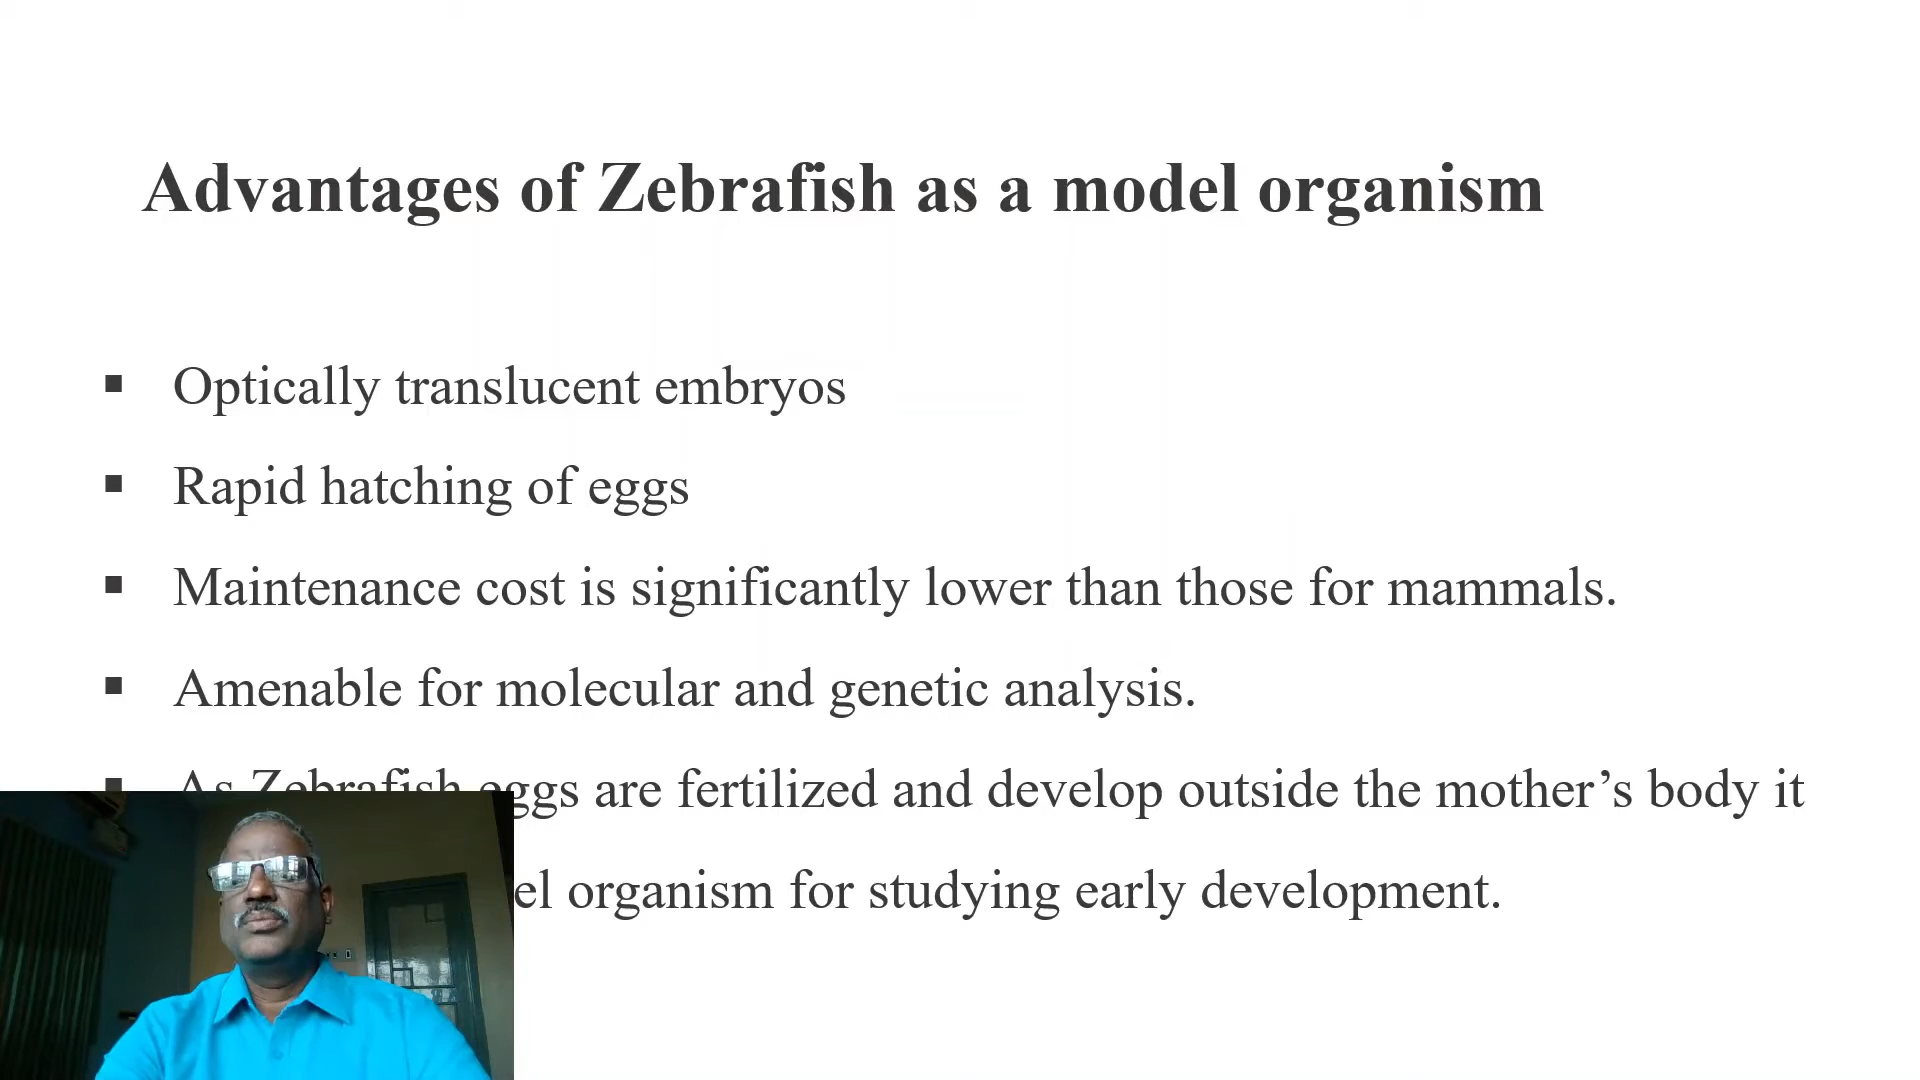 Advantages of Zebrafish as a model organism
▪ Optically translucent embryos
▪ Rapid hatching of eggs
▪ Maintenance cost is significantly lower than those for mammals.
▪ Amenable for molecular and genetic analysis.
▪ As Zebrafish eggs are fertilized and develop outside the mother’s body it
el organism for studying early development.